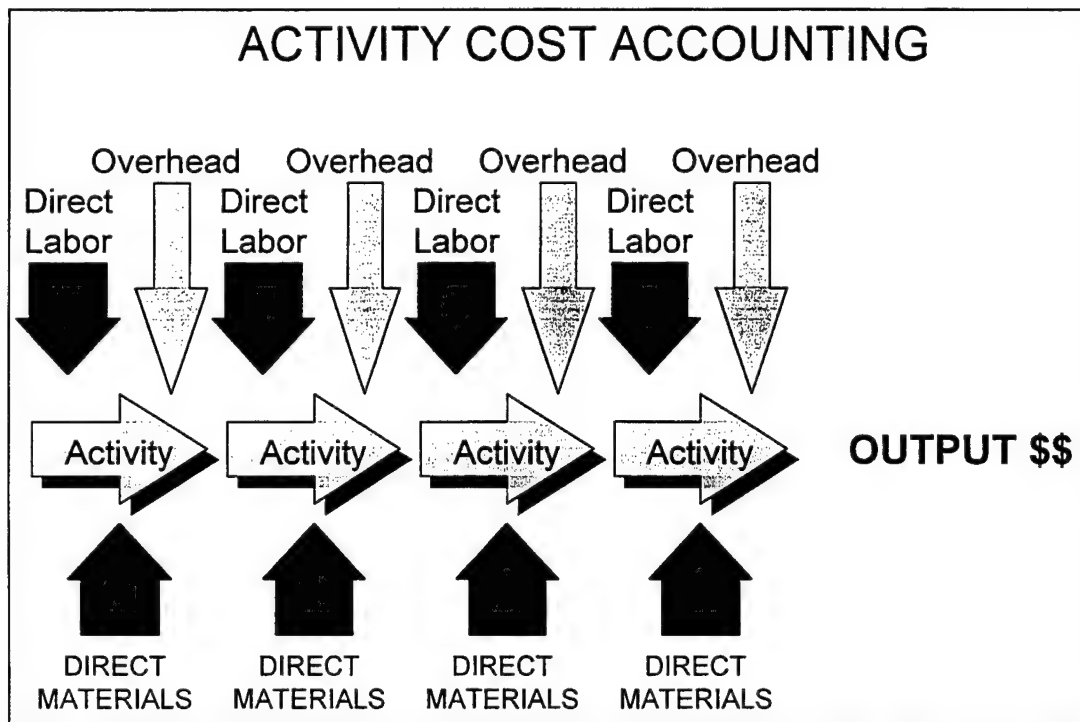 ACTIVITY COST ACCOUNTING
Overhead Overhead Overhead Overhead
Direct Direct Direct Direct
Labor Labor Labor Labor
Activity Activity Activity Activity OUTPUT $$
DIRECT DIRECT DIRECT DIRECT
MATERIALS MATERIALS MATERIALS MATERIALS